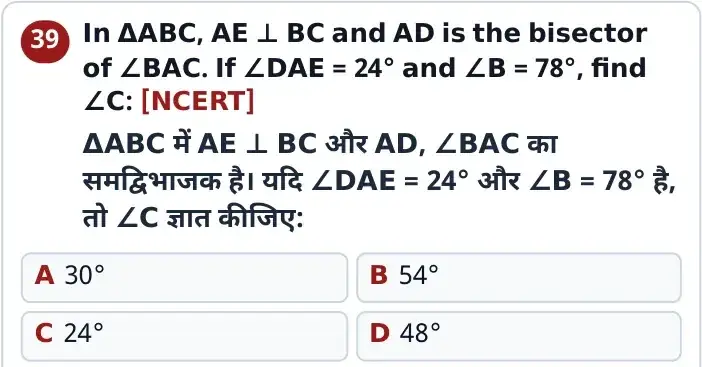 39 In ΔABC, AE ⊥ BC and AD is the bisector
of ∠BAC. If ∠DAE = 24° and ∠B = 78°, find
∠C: [NCERT]
ΔABC में AE ⊥ BC और AD, ∠BAC का
समद्विभाजक है। यदि ∠DAE = 24° और ∠B = 78° है,
तो ∠C ज्ञात कीजिए:
A 30°
B 54°
C 24°
D 48°